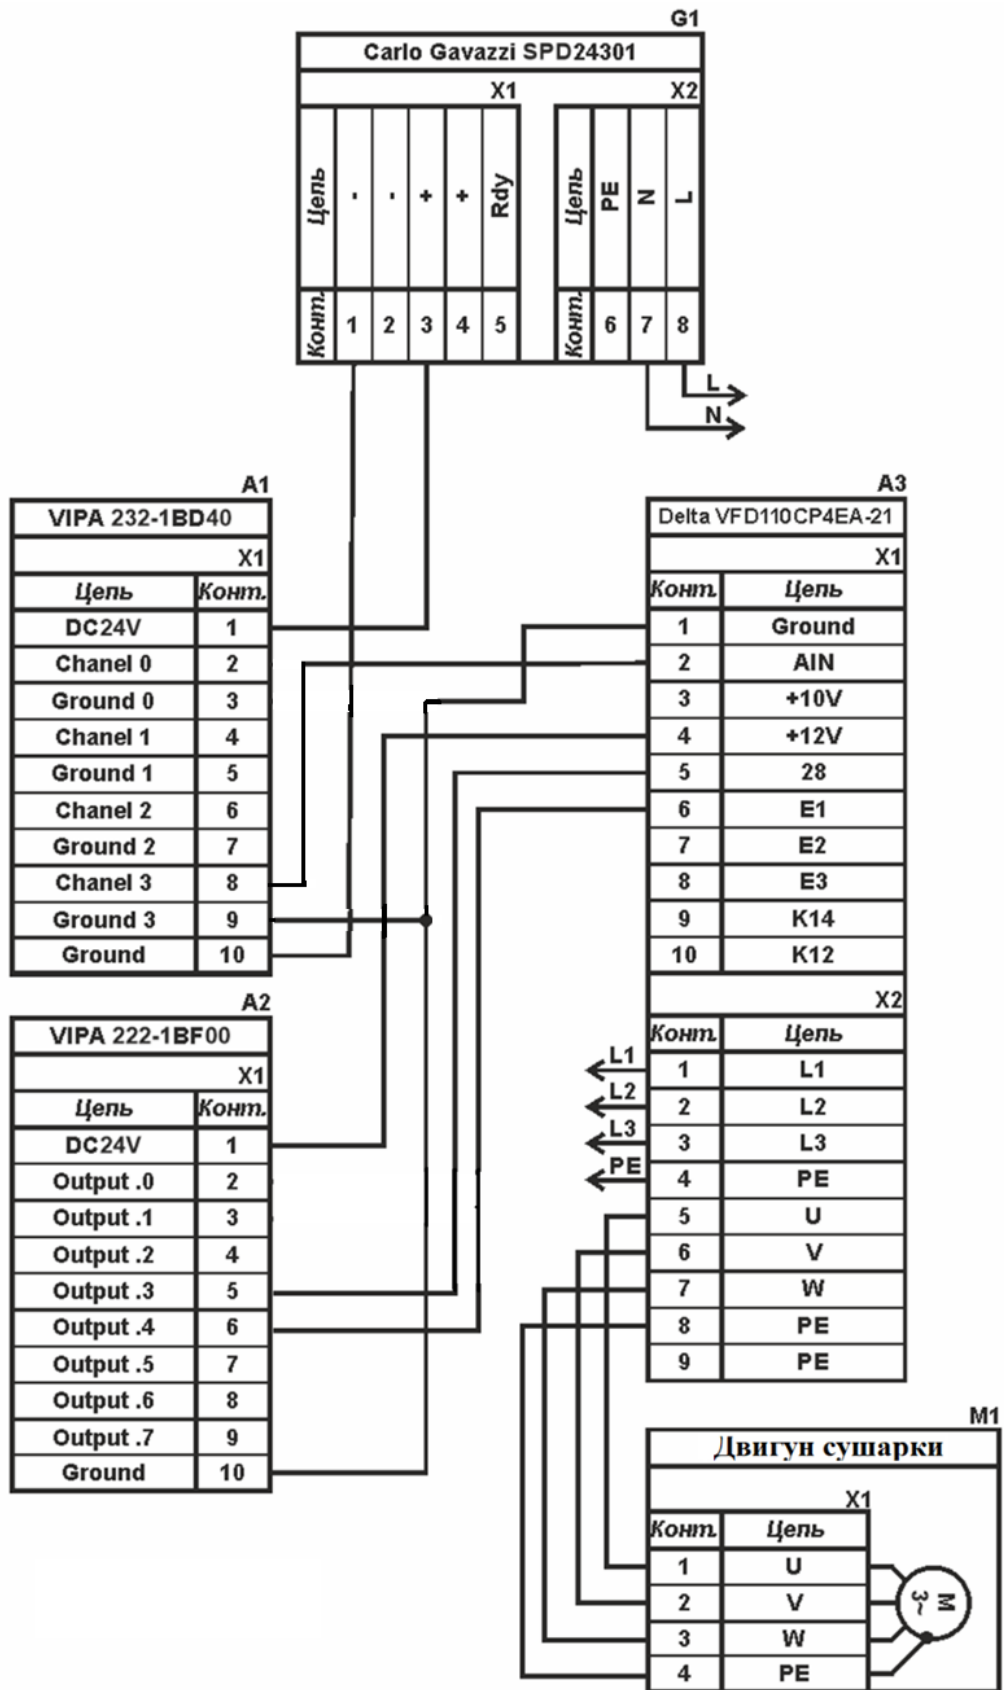 G1
Carlo Gavazzi SPD24301
X1
X2
Цепь - - + + Rdy
Цепь PE N L
Конт. 1 2 3 4 5
Конт. 6 7 8
L
N
A1
VIPA 232-1BD40
X1
Цепь Конт.
DC24V 1
Chanel 0 2
Ground 0 3
Chanel 1 4
Ground 1 5
Chanel 2 6
Ground 2 7
Chanel 3 8
Ground 3 9
Ground 10
A2
VIPA 222-1BF00
X1
Цепь Конт.
DC24V 1
Output .0 2
Output .1 3
Output .2 4
Output .3 5
Output .4 6
Output .5 7
Output .6 8
Output .7 9
Ground 10
A3
Delta VFD110CP4EA-21
X1
Конт. Цепь
1 Ground
2 AIN
3 +10V
4 +12V
5 28
6 E1
7 E2
8 E3
9 K14
10 K12
X2
Конт. Цепь
L1
1 L1
L2
2 L2
L3
3 L3
PE
4 PE
5 U
6 V
7 W
8 PE
9 PE
M1
Двигун сушарки
X1
Конт. Цепь
1 U
2 V
3 W
4 PE
M
3~